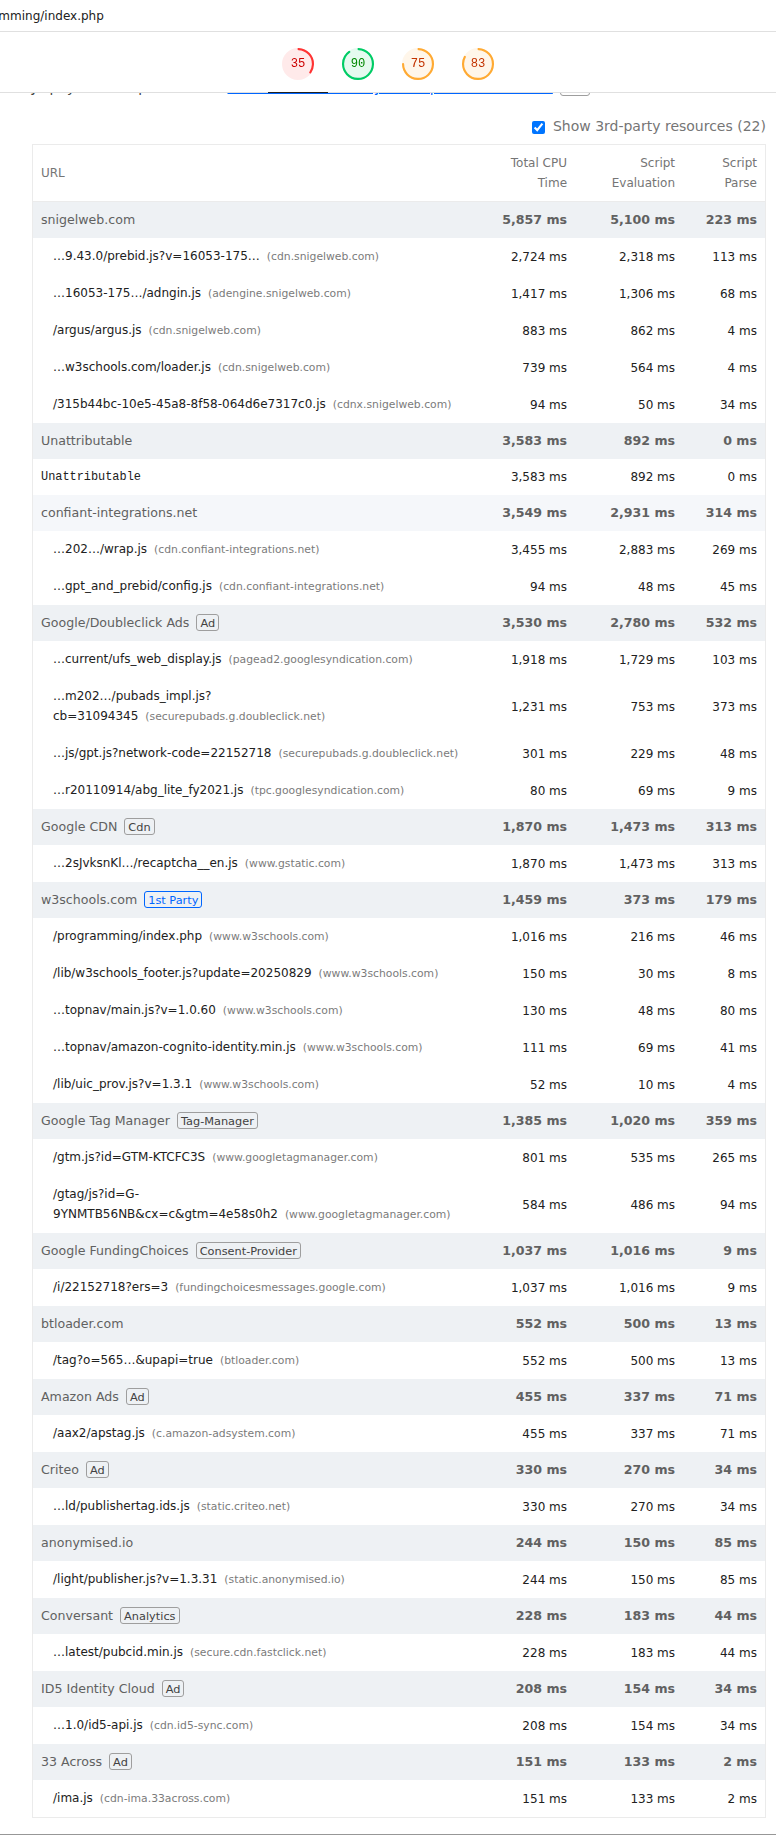 mming/index.php
35 90 75 83
Show 3rd-party resources (22)
URL Total CPU Time Script Evaluation Script Parse
snigelweb.com 5,857 ms 5,100 ms 223 ms
…9.43.0/prebid.js?v=16053-175… (cdn.snigelweb.com) 2,724 ms 2,318 ms 113 ms
…16053-175…/adngin.js (adengine.snigelweb.com) 1,417 ms 1,306 ms 68 ms
/argus/argus.js (cdn.snigelweb.com) 883 ms 862 ms 4 ms
…w3schools.com/loader.js (cdn.snigelweb.com) 739 ms 564 ms 4 ms
/315b44bc-10e5-45a8-8f58-064d6e7317c0.js (cdnx.snigelweb.com) 94 ms 50 ms 34 ms
Unattributable 3,583 ms 892 ms 0 ms
Unattributable 3,583 ms 892 ms 0 ms
confiant-integrations.net 3,549 ms 2,931 ms 314 ms
…202…/wrap.js (cdn.confiant-integrations.net) 3,455 ms 2,883 ms 269 ms
…gpt_and_prebid/config.js (cdn.confiant-integrations.net) 94 ms 48 ms 45 ms
Google/Doubleclick Ads Ad 3,530 ms 2,780 ms 532 ms
…current/ufs_web_display.js (pagead2.googlesyndication.com) 1,918 ms 1,729 ms 103 ms
…m202…/pubads_impl.js?
cb=31094345 (securepubads.g.doubleclick.net) 1,231 ms 753 ms 373 ms
…js/gpt.js?network-code=22152718 (securepubads.g.doubleclick.net) 301 ms 229 ms 48 ms
…r20110914/abg_lite_fy2021.js (tpc.googlesyndication.com) 80 ms 69 ms 9 ms
Google CDN Cdn 1,870 ms 1,473 ms 313 ms
…2sJvksnKl…/recaptcha__en.js (www.gstatic.com) 1,870 ms 1,473 ms 313 ms
w3schools.com 1st Party 1,459 ms 373 ms 179 ms
/programming/index.php (www.w3schools.com) 1,016 ms 216 ms 46 ms
/lib/w3schools_footer.js?update=20250829 (www.w3schools.com) 150 ms 30 ms 8 ms
…topnav/main.js?v=1.0.60 (www.w3schools.com) 130 ms 48 ms 80 ms
…topnav/amazon-cognito-identity.min.js (www.w3schools.com) 111 ms 69 ms 41 ms
/lib/uic_prov.js?v=1.3.1 (www.w3schools.com) 52 ms 10 ms 4 ms
Google Tag Manager Tag-Manager 1,385 ms 1,020 ms 359 ms
/gtm.js?id=GTM-KTCFC3S (www.googletagmanager.com) 801 ms 535 ms 265 ms
/gtag/js?id=G-
9YNMTB56NB&cx=c&gtm=4e58s0h2 (www.googletagmanager.com) 584 ms 486 ms 94 ms
Google FundingChoices Consent-Provider 1,037 ms 1,016 ms 9 ms
/i/22152718?ers=3 (fundingchoicesmessages.google.com) 1,037 ms 1,016 ms 9 ms
btloader.com 552 ms 500 ms 13 ms
/tag?o=565…&upapi=true (btloader.com) 552 ms 500 ms 13 ms
Amazon Ads Ad 455 ms 337 ms 71 ms
/aax2/apstag.js (c.amazon-adsystem.com) 455 ms 337 ms 71 ms
Criteo Ad 330 ms 270 ms 34 ms
…ld/publishertag.ids.js (static.criteo.net) 330 ms 270 ms 34 ms
anonymised.io 244 ms 150 ms 85 ms
/light/publisher.js?v=1.3.31 (static.anonymised.io) 244 ms 150 ms 85 ms
Conversant Analytics 228 ms 183 ms 44 ms
…latest/pubcid.min.js (secure.cdn.fastclick.net) 228 ms 183 ms 44 ms
ID5 Identity Cloud Ad 208 ms 154 ms 34 ms
…1.0/id5-api.js (cdn.id5-sync.com) 208 ms 154 ms 34 ms
33 Across Ad 151 ms 133 ms 2 ms
/ima.js (cdn-ima.33across.com) 151 ms 133 ms 2 ms